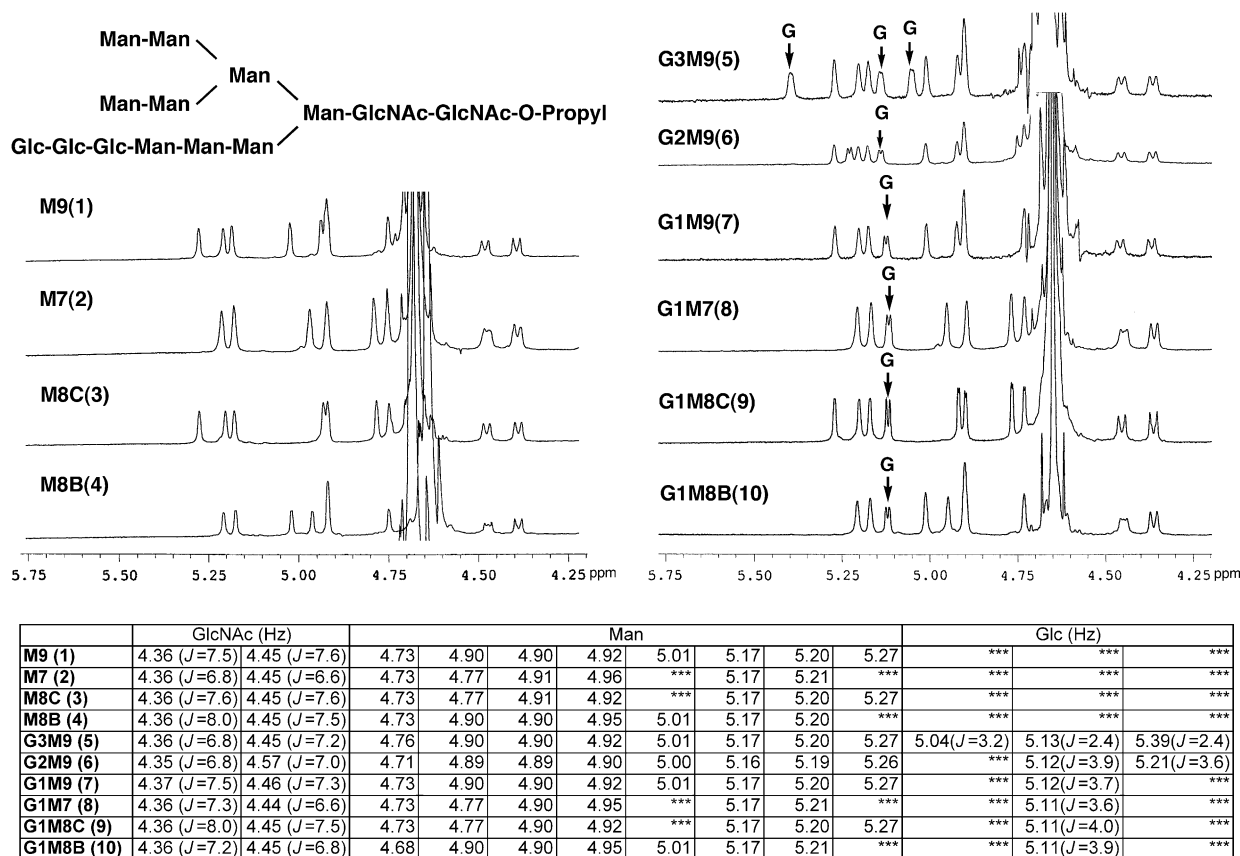 Man-Man
Man
Man-Man
Man-GlcNAc-GlcNAc-O-Propyl
Glc-Glc-Glc-Man-Man-Man
M9(1)
M7(2)
M8C(3)
M8B(4)
5.75 5.50 5.25 5.00 4.75 4.50 4.25 ppm
G G G
G3M9(5)
G
G2M9(6)
G
G1M9(7)
G
G1M7(8)
G
G1M8C(9)
G
G1M8B(10)
5.75 5.50 5.25 5.00 4.75 4.50 4.25 ppm
GlcNAc (Hz) Man Glc (Hz)
M9 (1) 4.36 (J=7.5) 4.45 (J=7.6) 4.73 4.90 4.90 4.92 5.01 5.17 5.20 5.27 *** *** ***
M7 (2) 4.36 (J=6.8) 4.45 (J=6.6) 4.73 4.77 4.91 4.96 *** 5.17 5.21 *** *** *** ***
M8C (3) 4.36 (J=7.6) 4.45 (J=7.6) 4.73 4.77 4.91 4.92 *** 5.17 5.20 5.27 *** *** ***
M8B (4) 4.36 (J=8.0) 4.45 (J=7.5) 4.73 4.90 4.90 4.95 5.01 5.17 5.20 *** *** *** ***
G3M9 (5) 4.36 (J=6.8) 4.45 (J=7.2) 4.76 4.90 4.90 4.92 5.01 5.17 5.20 5.27 5.04(J=3.2) 5.13(J=2.4) 5.39(J=2.4)
G2M9 (6) 4.35 (J=6.8) 4.57 (J=7.0) 4.71 4.89 4.89 4.90 5.00 5.16 5.19 5.26 *** 5.12(J=3.9) 5.21(J=3.6)
G1M9 (7) 4.37 (J=7.5) 4.46 (J=7.3) 4.73 4.90 4.90 4.92 5.01 5.17 5.20 5.27 *** 5.12(J=3.7) ***
G1M7 (8) 4.36 (J=7.3) 4.44 (J=6.6) 4.73 4.77 4.90 4.95 *** 5.17 5.21 *** *** 5.11(J=3.6) ***
G1M8C (9) 4.36 (J=8.0) 4.45 (J=7.5) 4.73 4.77 4.90 4.92 *** 5.17 5.20 5.27 *** 5.11(J=4.0) ***
G1M8B (10) 4.36 (J=7.2) 4.45 (J=6.8) 4.68 4.90 4.90 4.95 5.01 5.17 5.21 *** *** 5.11(J=3.9) ***